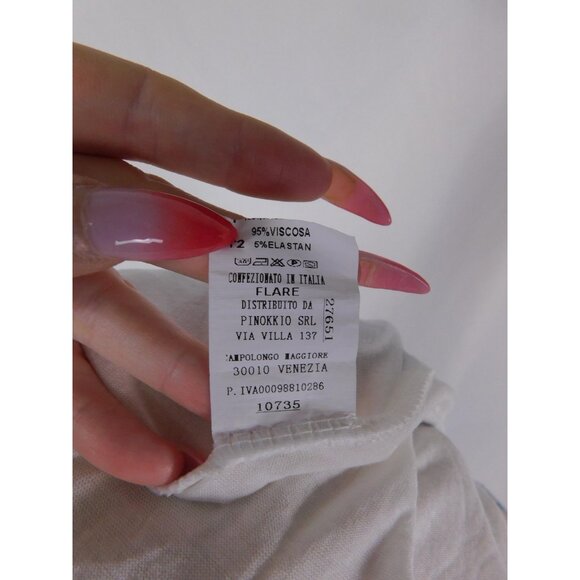 95%VISCOSA
5%ELASTAN
CONFEZIONATO IN ITALIA
FLARE
DISTRIBUITO DA
PINOKKIO SRL
VIA VILLA 137
27651
AMPOLONGO MAGGIORE
30010 VENEZIA
P. IVA00098810286
10735